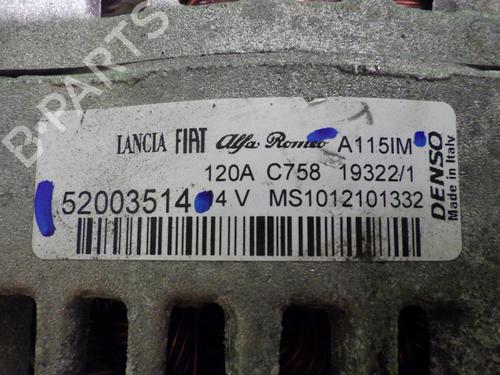 B-PARTS
LANCIA FIAT Alfa Romeo A115IM
120A C758 19322/1
52003514 4 V MS1012101332
DENSO
Made in Italy